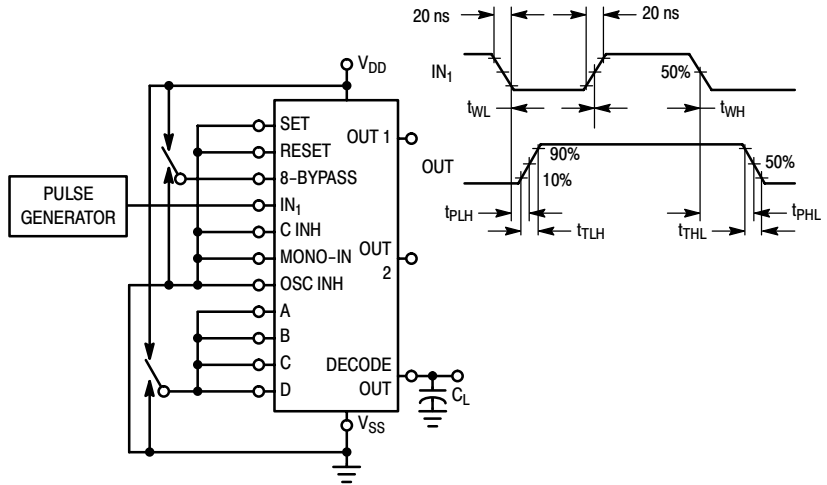 20 ns
20 ns
IN1
50%
tWL
tWH
OUT
90%
10%
50%
tPLH
tTLH
tTHL
tPHL
VDD
PULSE
GENERATOR
SET
RESET
8–BYPASS
IN1
C INH
MONO–IN
OSC INH
A
B
C
D
OUT 1
OUT
2
DECODE
OUT
CL
VSS